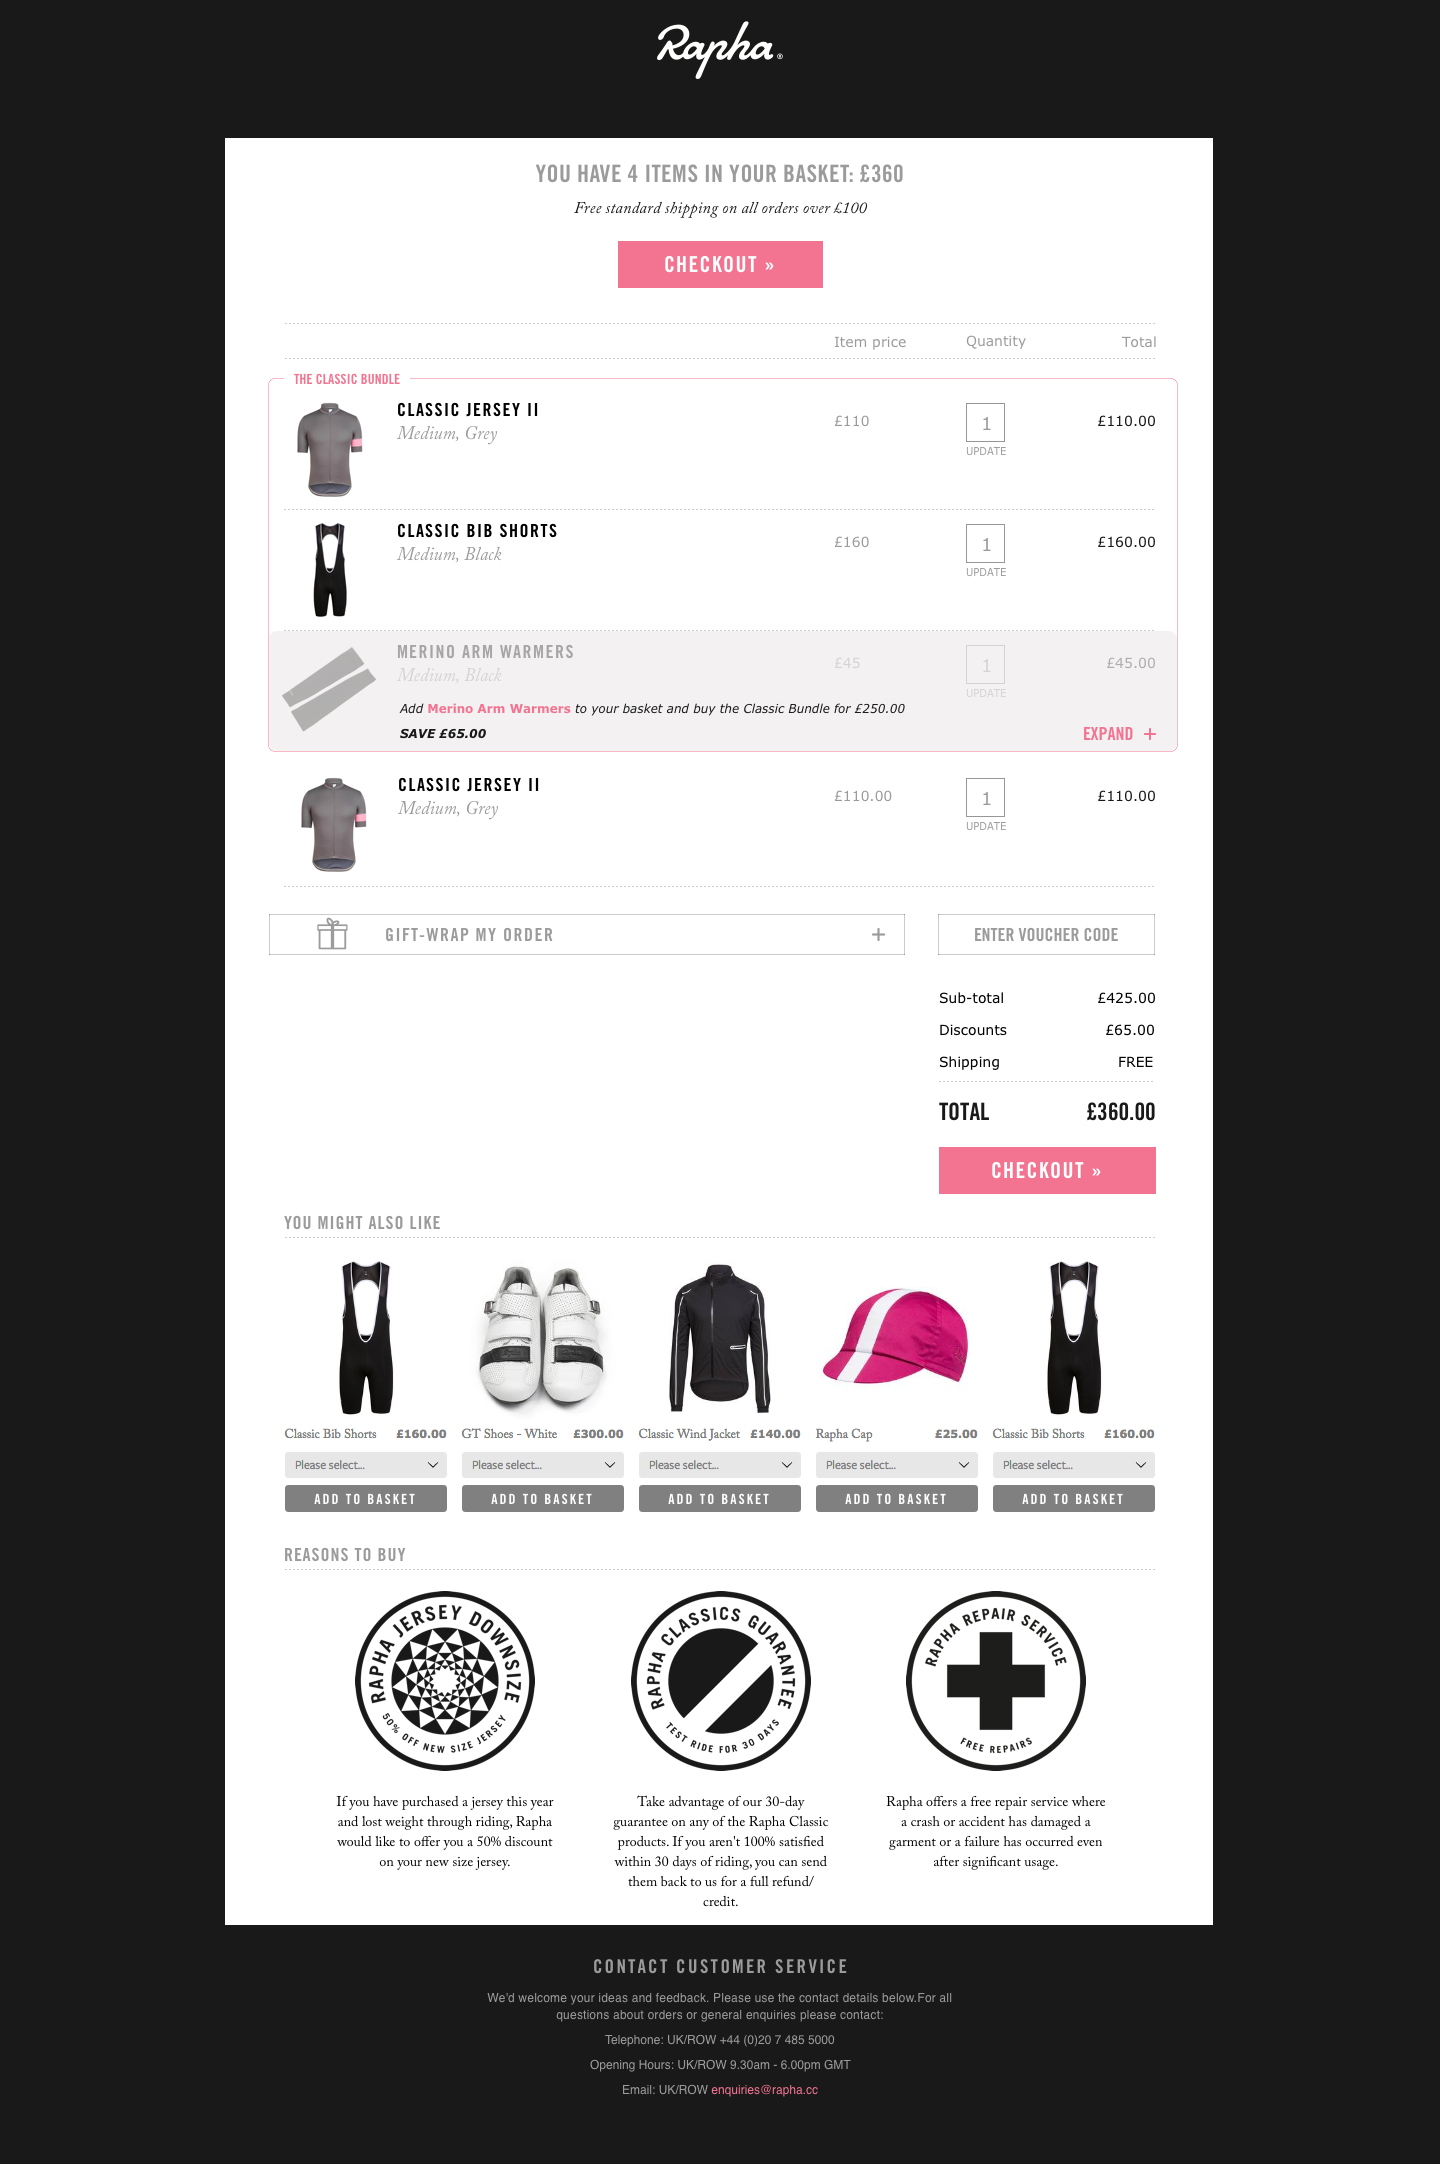 Rapha®
YOU HAVE 4 ITEMS IN YOUR BASKET: £360
Free standard shipping on all orders over £100
CHECKOUT »
Item price Quantity Total
THE CLASSIC BUNDLE
CLASSIC JERSEY II
Medium, Grey
£110 1 £110.00
UPDATE
CLASSIC BIB SHORTS
Medium, Black
£160 1 £160.00
UPDATE
MERINO ARM WARMERS
Medium, Black
£45 1 £45.00
UPDATE
Add Merino Arm Warmers to your basket and buy the Classic Bundle for £250.00
SAVE £65.00
EXPAND +
CLASSIC JERSEY II
Medium, Grey
£110.00 1 £110.00
UPDATE
GIFT-WRAP MY ORDER +
ENTER VOUCHER CODE
Sub-total £425.00
Discounts £65.00
Shipping FREE
TOTAL £360.00
CHECKOUT »
YOU MIGHT ALSO LIKE
Classic Bib Shorts £160.00 GT Shoes - White £300.00 Classic Wind Jacket £140.00 Rapha Cap £25.00 Classic Bib Shorts £160.00
Please select... Please select... Please select... Please select... Please select...
ADD TO BASKET ADD TO BASKET ADD TO BASKET ADD TO BASKET ADD TO BASKET
REASONS TO BUY
RAPHA JERSEY DOWNSIZE
50% OFF NEW SIZE JERSEY
RAPHA CLASSICS GUARANTEE
TEST RIDE FOR 30 DAYS
RAPHA REPAIR SERVICE
FREE REPAIRS
If you have purchased a jersey this year
and lost weight through riding, Rapha
would like to offer you a 50% discount
on your new size jersey.
Take advantage of our 30-day
guarantee on any of the Rapha Classic
products. If you aren't 100% satisfied
within 30 days of riding, you can send
them back to us for a full refund/
credit.
Rapha offers a free repair service where
a crash or accident has damaged a
garment or a failure has occurred even
after significant usage.
CONTACT CUSTOMER SERVICE
We'd welcome your ideas and feedback. Please use the contact details below.For all
questions about orders or general enquiries please contact:
Telephone: UK/ROW +44 (0)20 7 485 5000
Opening Hours: UK/ROW 9.30am - 6.00pm GMT
Email: UK/ROW enquiries@rapha.cc